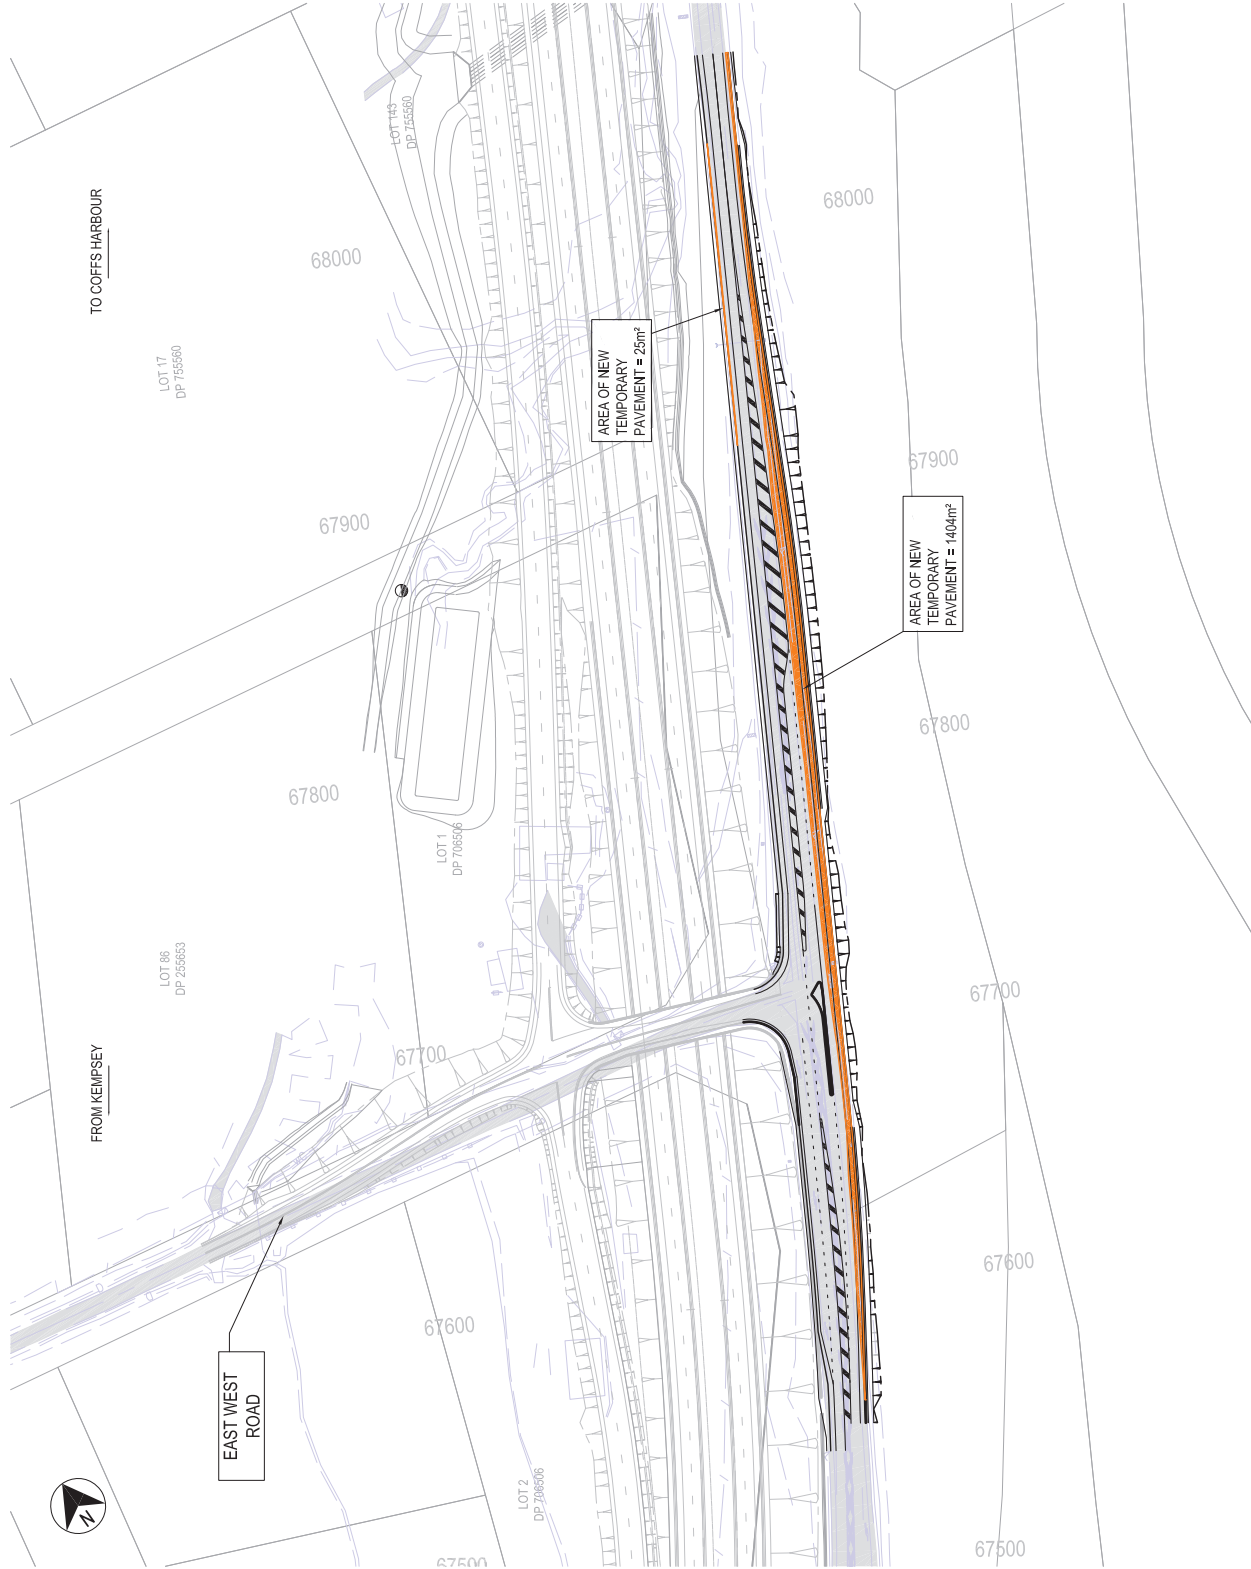 TO COFFS HARBOUR
LOT 143
DP 755560
68000
68000
LOT 17
DP 755560
AREA OF NEW
TEMPORARY
PAVEMENT = 25m²
67900
67900
AREA OF NEW
TEMPORARY
PAVEMENT = 1404m²
67800
67800
LOT 1
DP 706506
LOT 86
DP 255653
67700
67700
FROM KEMPSEY
67600
67600
EAST WEST
ROAD
N
LOT 2
DP 706506
67500
67500